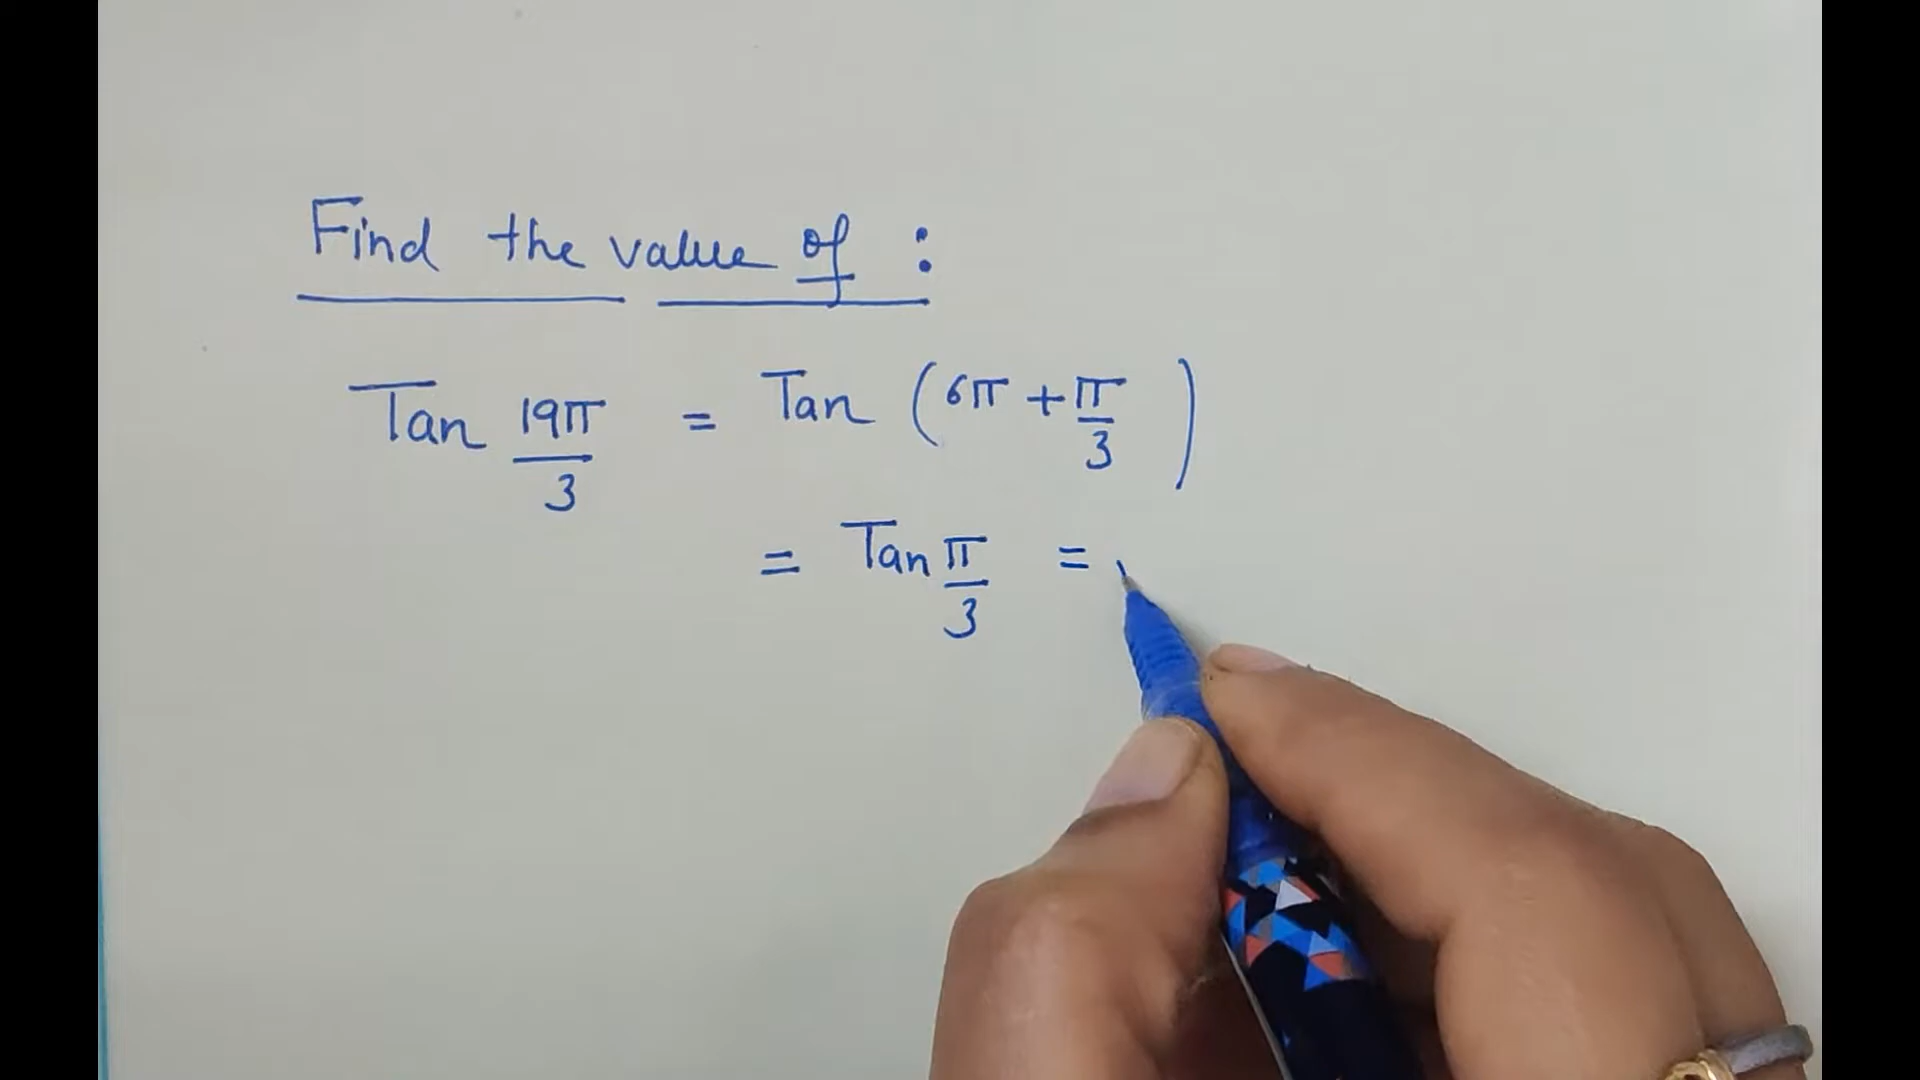 Find the value of :
Tan 19π/3 = Tan (6π + π/3)
= Tan π/3 =